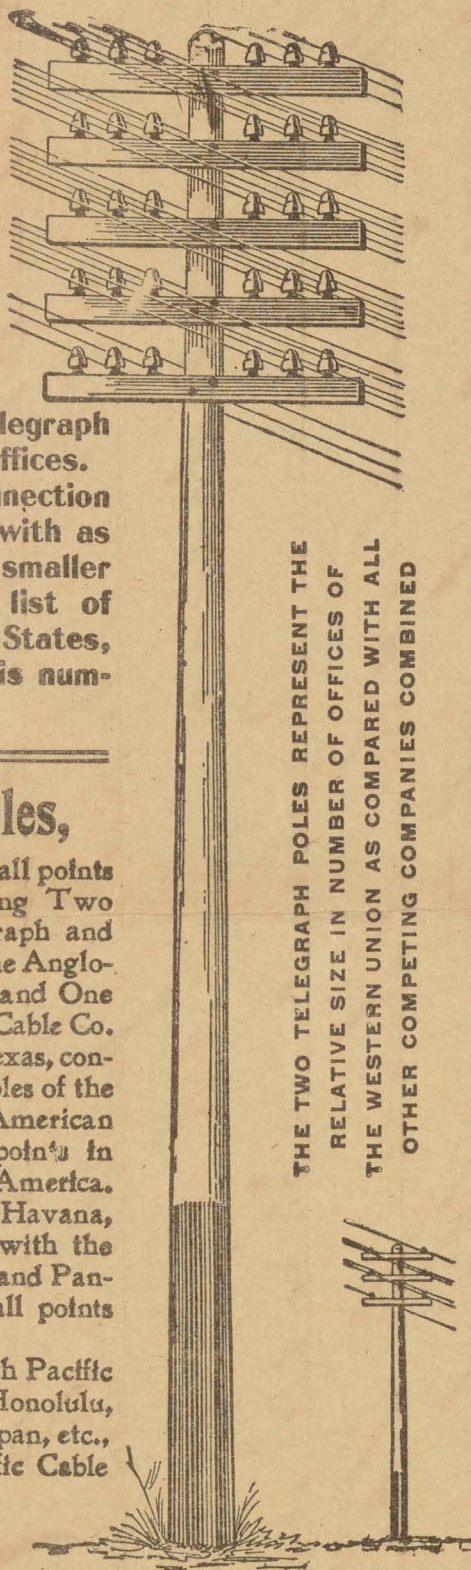 legraph
ffices.
nnection
with as
smaller
list of
States,
is num-
les,
all points
ng Two
raph and
ne Anglo-
and One
Cable Co.
exas, con-
les of the
American
points in
America.
Havana,
with the
and Pan-
all points
h Pacific
Honolulu,
pan, etc.,
fic Cable
THE TWO TELEGRAPH POLES REPRESENT THE
RELATIVE SIZE IN NUMBER OF OFFICES OF
THE WESTERN UNION AS COMPARED WITH ALL
OTHER COMPETING COMPANIES COMBINED